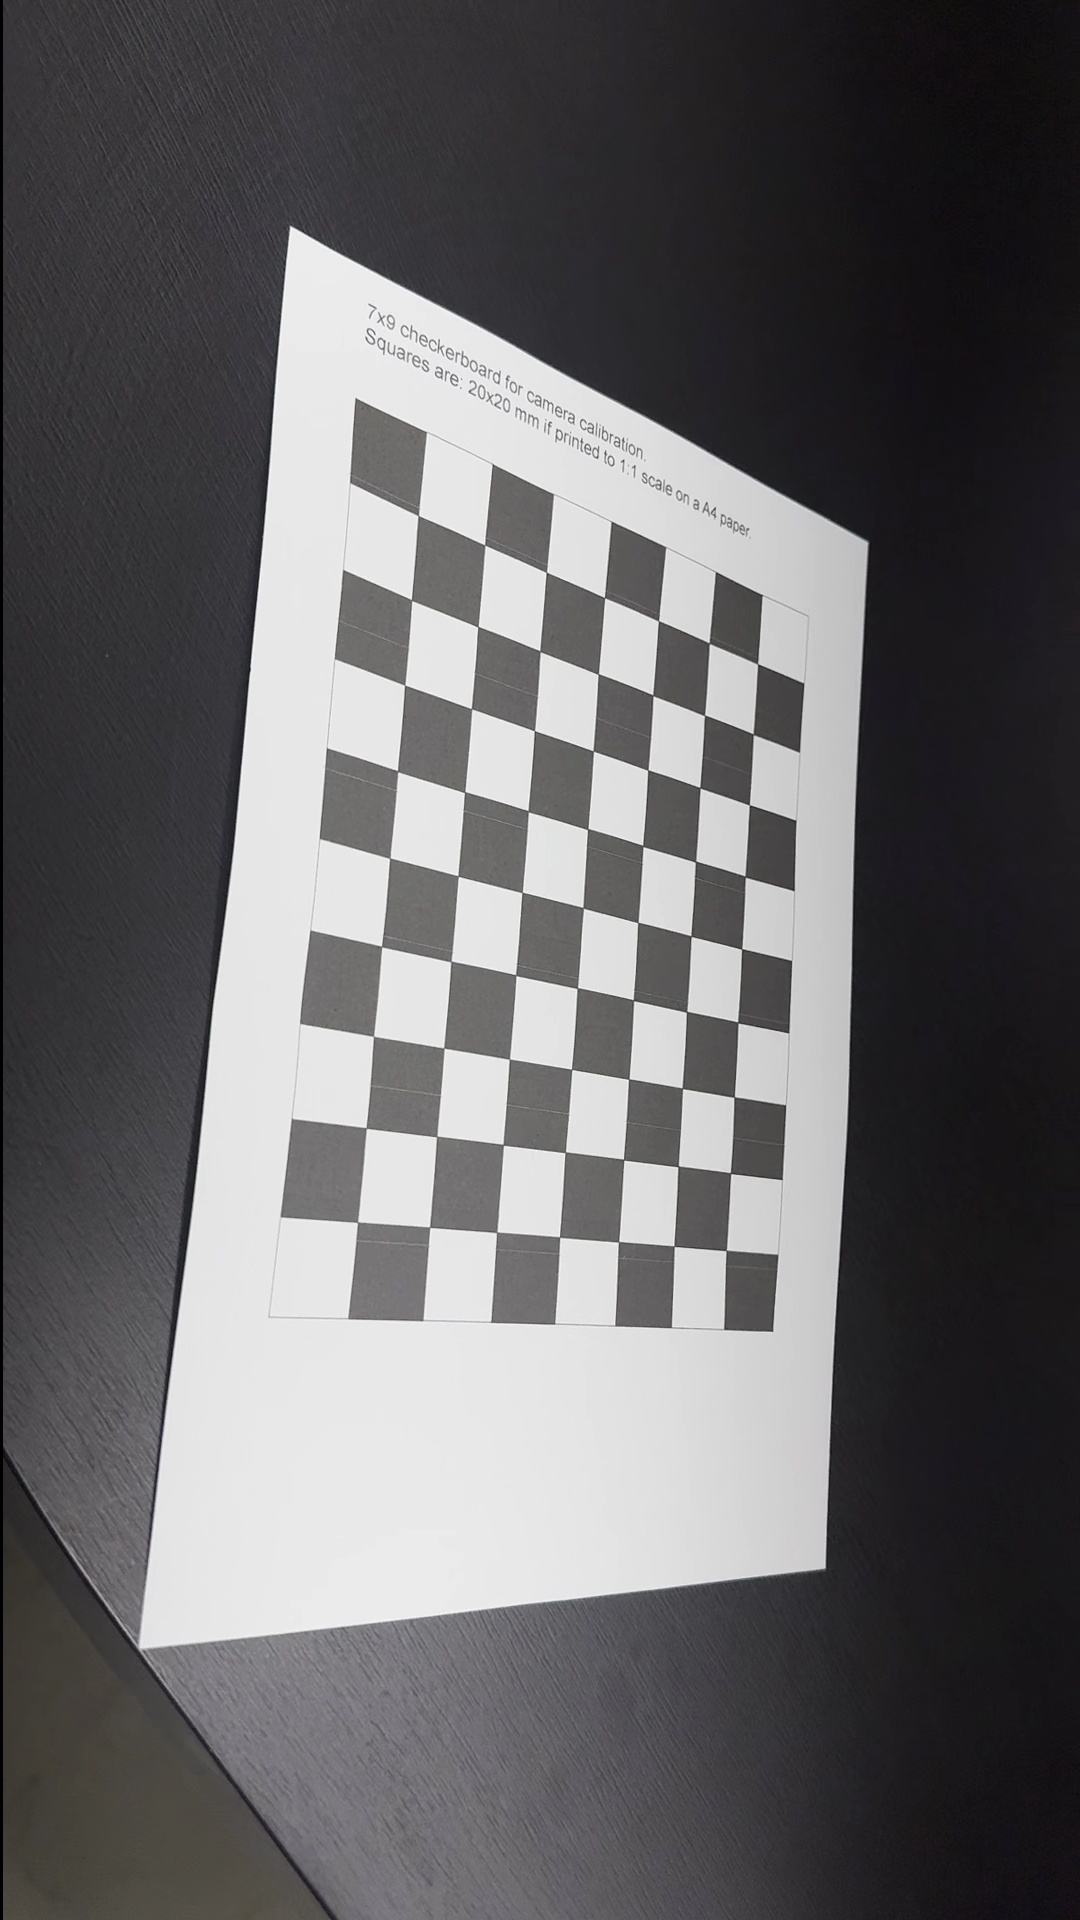 7x9 checkerboard for camera calibration.
Squares are: 20x20 mm if printed to 1:1 scale on a A4 paper.